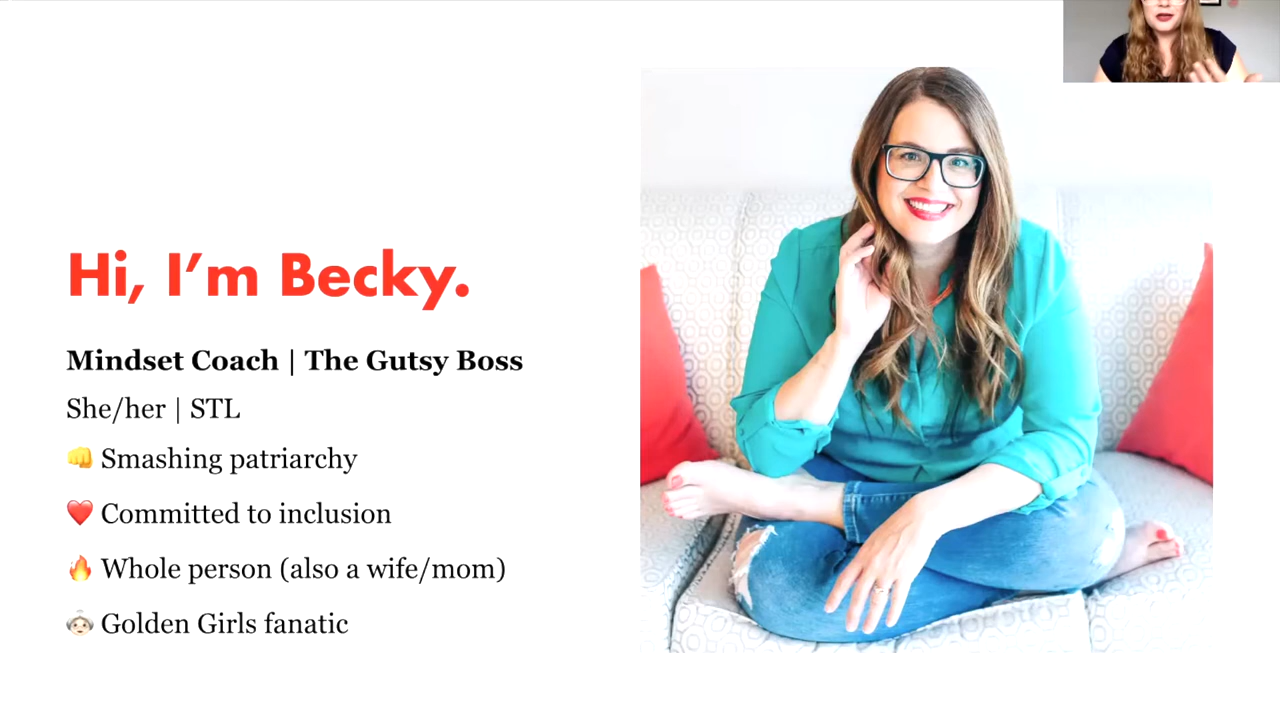 Hi, I’m Becky.
Mindset Coach | The Gutsy Boss
She/her | STL
👊 Smashing patriarchy
❤️ Committed to inclusion
🔥 Whole person (also a wife/mom)
👵🏻 Golden Girls fanatic